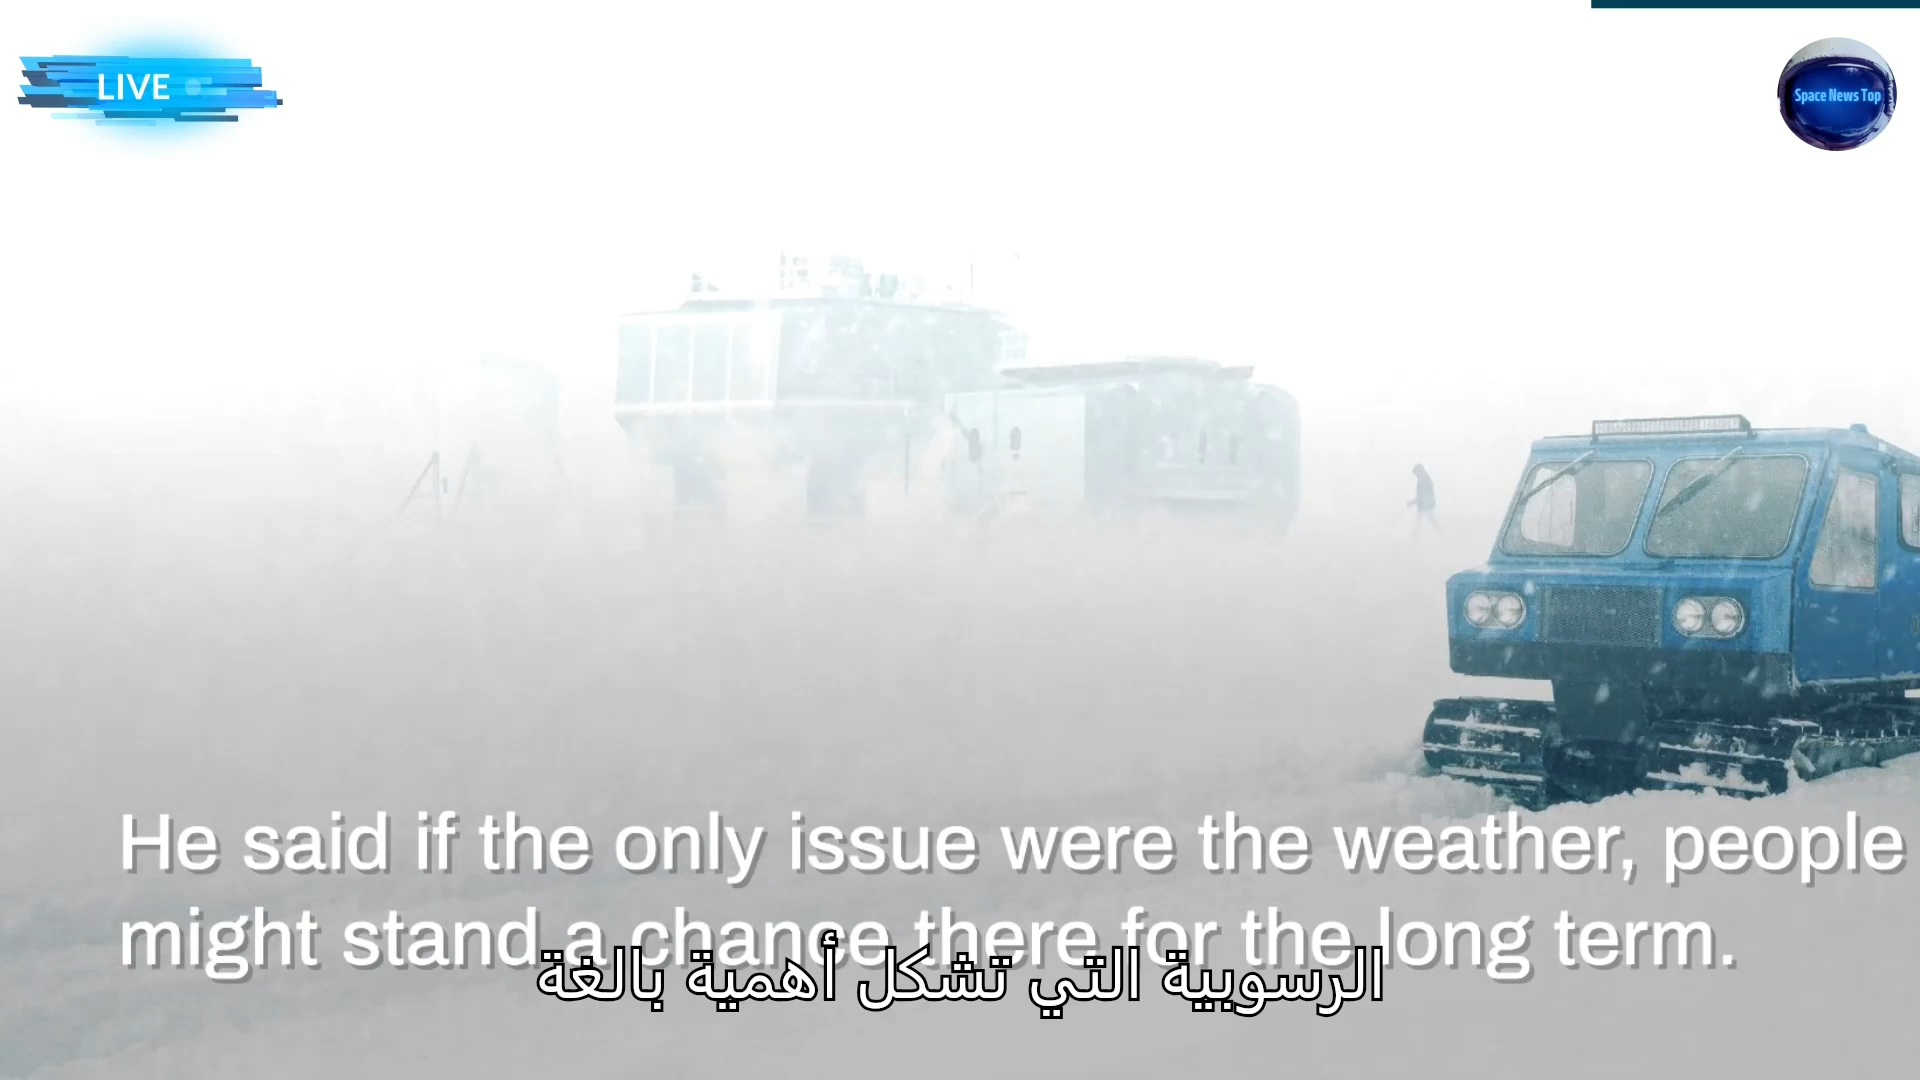 LIVE
Space News Top
He said if the only issue were the weather, people
might stand a chance there for the long term.
الرسوبية التي تشكل أهمية بالغة